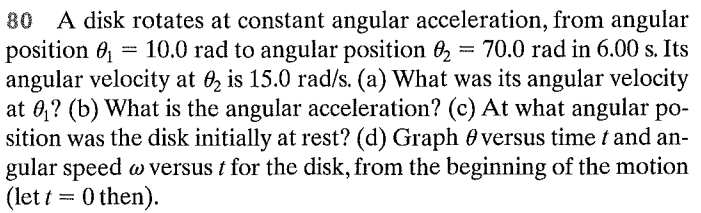 80 A disk rotates at constant angular acceleration, from angular
position θ₁ = 10.0 rad to angular position θ₂ = 70.0 rad in 6.00 s. Its
angular velocity at θ₂ is 15.0 rad/s. (a) What was its angular velocity
at θ₁? (b) What is the angular acceleration? (c) At what angular po-
sition was the disk initially at rest? (d) Graph θ versus time t and an-
gular speed ω versus t for the disk, from the beginning of the motion
(let t = 0 then).